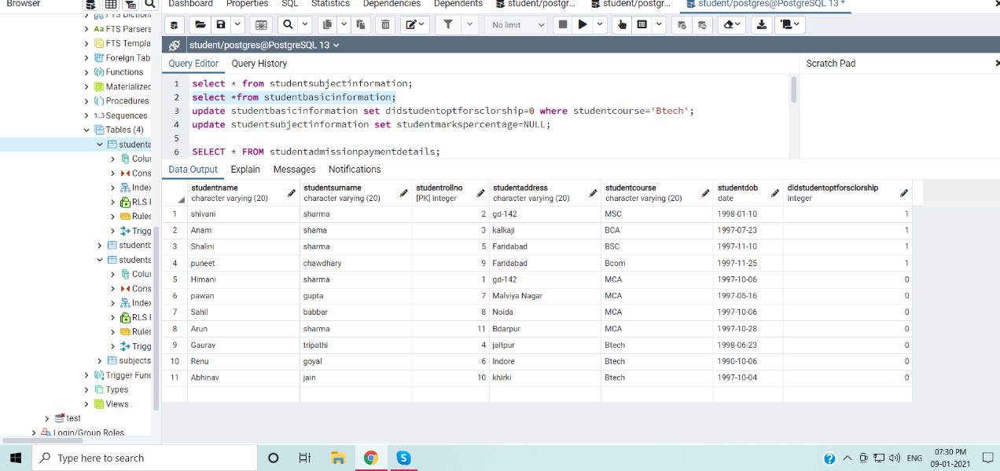 Browser
Dashboard Properties SQL Statistics Dependencies Dependents student/postgr... student/postgr... student/postgres@PostgreSQL 13 *
No limit
student/postgres@PostgreSQL 13
Query Editor Query History
Scratch Pad
1 select * from studentsubjectinformation;
2 select *from studentbasicinformation;
3 update studentbasicinformation set didstudentoptforsclorship=0 where studentcourse='Btech';
4 update studentsubjectinformation set studentmarkspercentage=NULL;
5
6 SELECT * FROM studentadmissionpaymentdetails;
FTS Dictionar
FTS Parsers
FTS Templa
Foreign Tab
Functions
Materialized
Procedures
1..3 Sequences
Tables (4)
studenta
Colur
Cons
Index
RLS F
Rules
Trigg
studentb
students
Colur
Cons
Index
RLS F
Rules
Trigg
subjects
Trigger Func
Types
Views
test
Login/Group Roles
Data Output Explain Messages Notifications
studentname studentsurname studentrollno studentaddress studentcourse studentdob didstudentoptforsclorship
character varying (20) character varying (20) [PK] integer character varying (20) character varying (20) date integer
1 shivani sharma 2 gd-142 MSC 1998-01-10 1
2 Anam shama 3 kalkaji BCA 1997-07-23 1
3 Shalini sharma 5 Faridabad BSC 1997-11-10 1
4 puneet chawdhary 9 Faridabad Bcom 1997-11-25 1
5 Himani sharma 1 gd-142 MCA 1997-10-06 0
6 pawan gupta 7 Malviya Nagar MCA 1997-05-16 0
7 Sahil babbar 8 Noida MCA 1997-10-06 0
8 Arun sharma 11 Bdarpur MCA 1997-10-28 0
9 Gaurav tripathi 4 jaitpur Btech 1998-06-23 0
10 Renu goyal 6 Indore Btech 1990-10-06 0
11 Abhinav jain 10 khirki Btech 1997-10-04 0
Type here to search
ENG
07:30 PM
09-01-2021